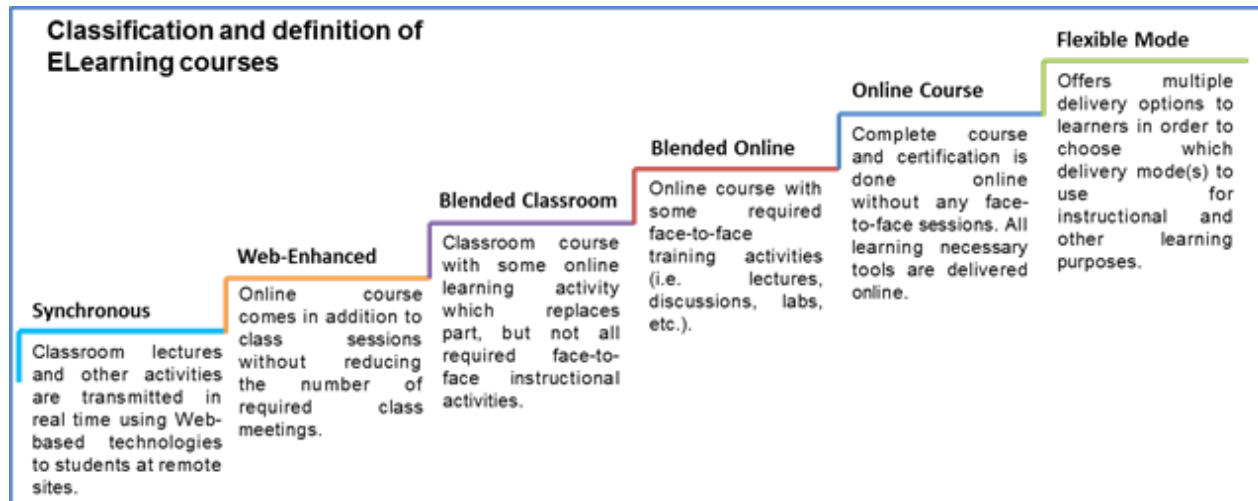 Classification and definition of
ELearning courses
Synchronous
Classroom lectures
and other activities
are transmitted in
real time using Web-
based technologies
to students at remote
sites.
Web-Enhanced
Online course
comes in addition to
class sessions
without reducing
the number of
required class
meetings.
Blended Classroom
Classroom course
with some online
learning activity
which replaces
part, but not all
required face-to-
face instructional
activities.
Blended Online
Online course with
some required
face-to-face
training activities
(i.e. lectures,
discussions, labs,
etc.).
Online Course
Complete course
and certification is
done online
without any face-
to-face sessions. All
learning necessary
tools are delivered
online.
Flexible Mode
Offers multiple
delivery options to
learners in order to
choose which
delivery mode(s) to
use for
instructional and
other learning
purposes.